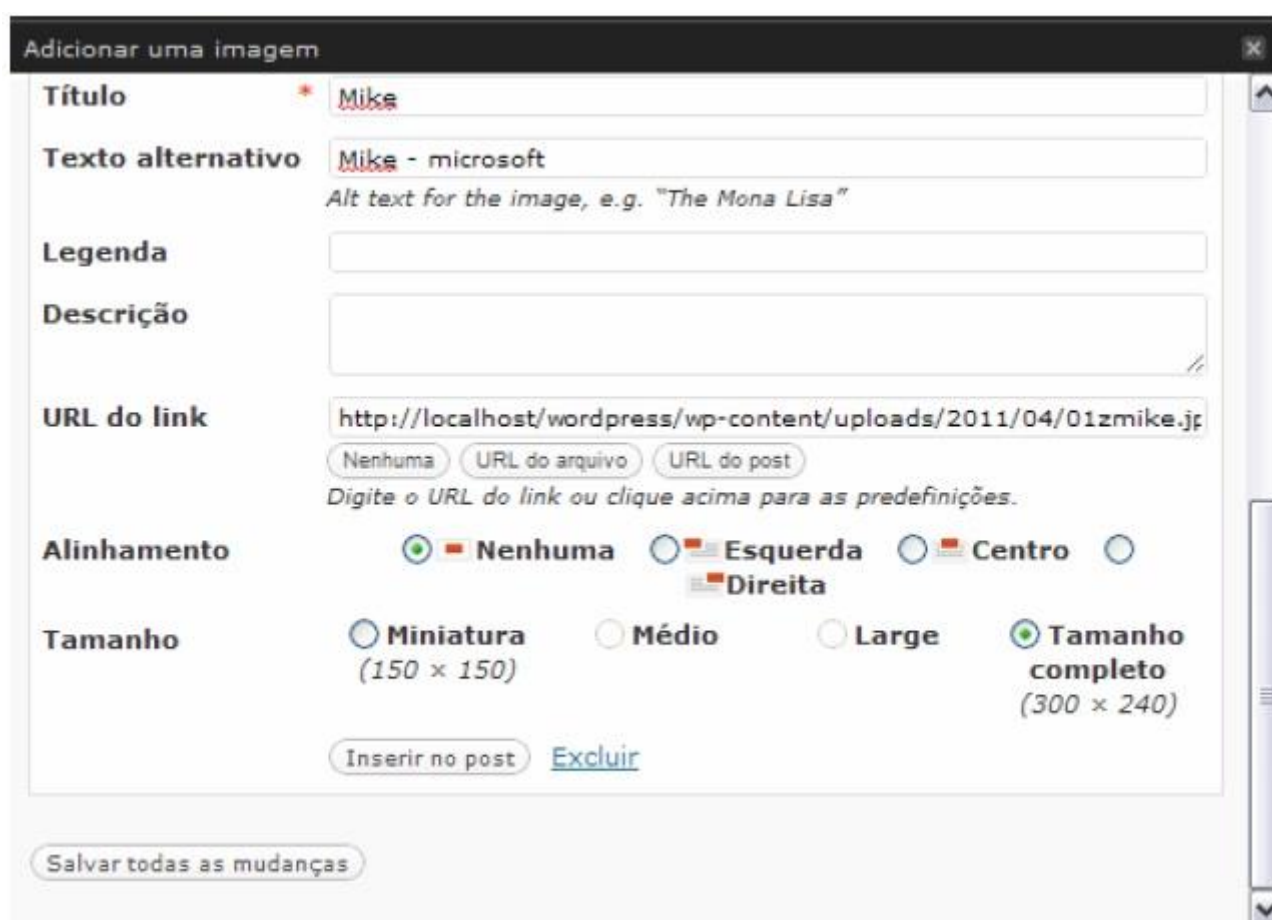 Adicionar uma imagem
Título * Mike
Texto alternativo Mike - microsoft
Alt text for the image, e.g. “The Mona Lisa”
Legenda
Descrição
URL do link http://localhost/wordpress/wp-content/uploads/2011/04/01zmike.jp
Nenhuma URL do arquivo URL do post
Digite o URL do link ou clique acima para as predefinições.
Alinhamento Nenhuma Esquerda Centro
Direita
Tamanho Miniatura Médio Large Tamanho
(150 × 150) completo
(300 × 240)
Inserir no post Excluir
Salvar todas as mudanças